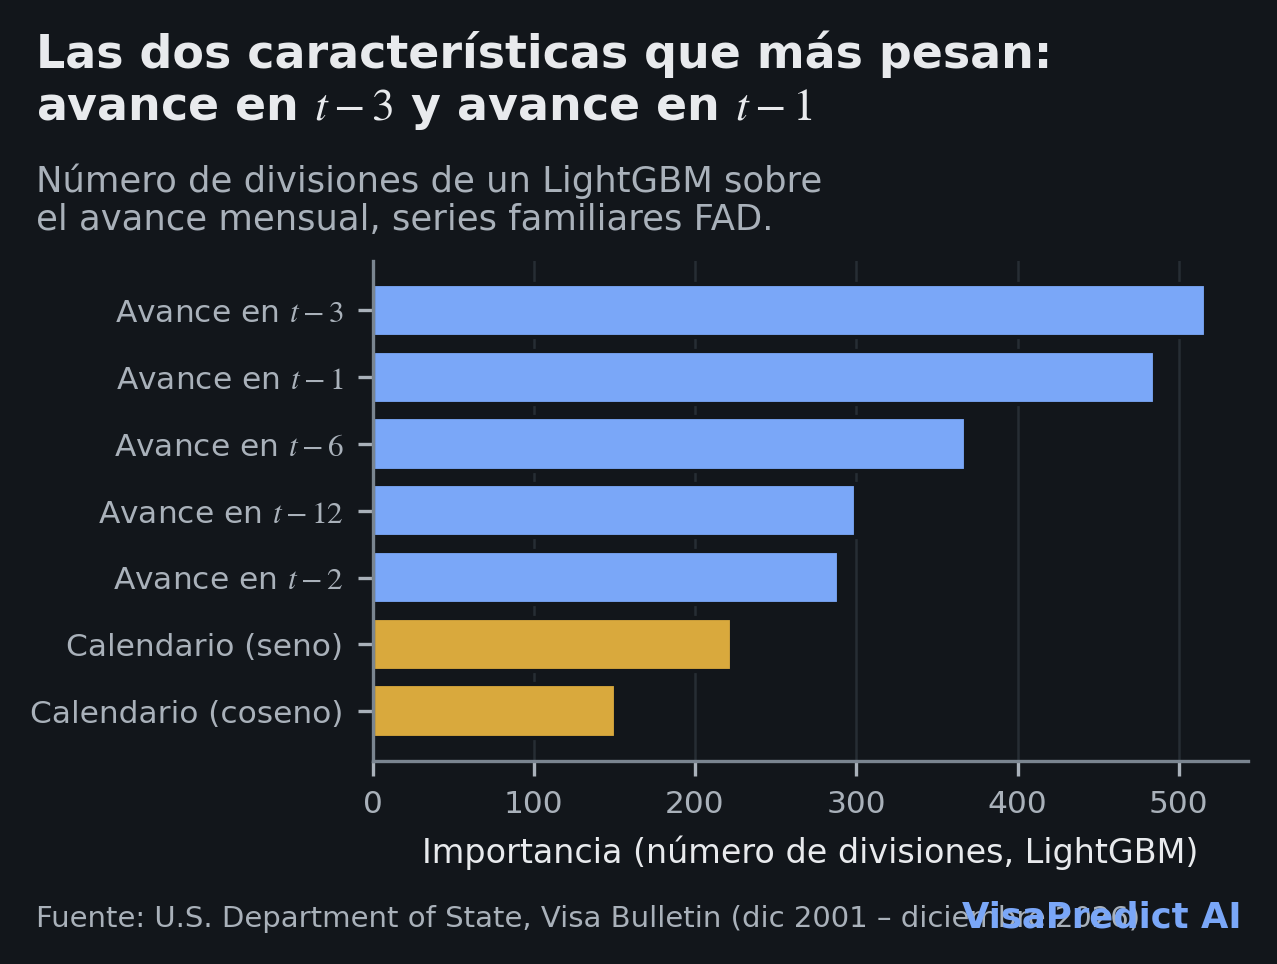 Las dos características que más pesan:
avance en t − 3 y avance en t − 1
Número de divisiones de un LightGBM sobre
el avance mensual, series familiares FAD.
Avance en t − 3
Avance en t − 1
Avance en t − 6
Avance en t − 12
Avance en t − 2
Calendario (seno)
Calendario (coseno)
0 100 200 300 400 500
Importancia (número de divisiones, LightGBM)
Fuente: U.S. Department of State, Visa Bulletin (dic 2001 – diciembre
VisaPredict AI